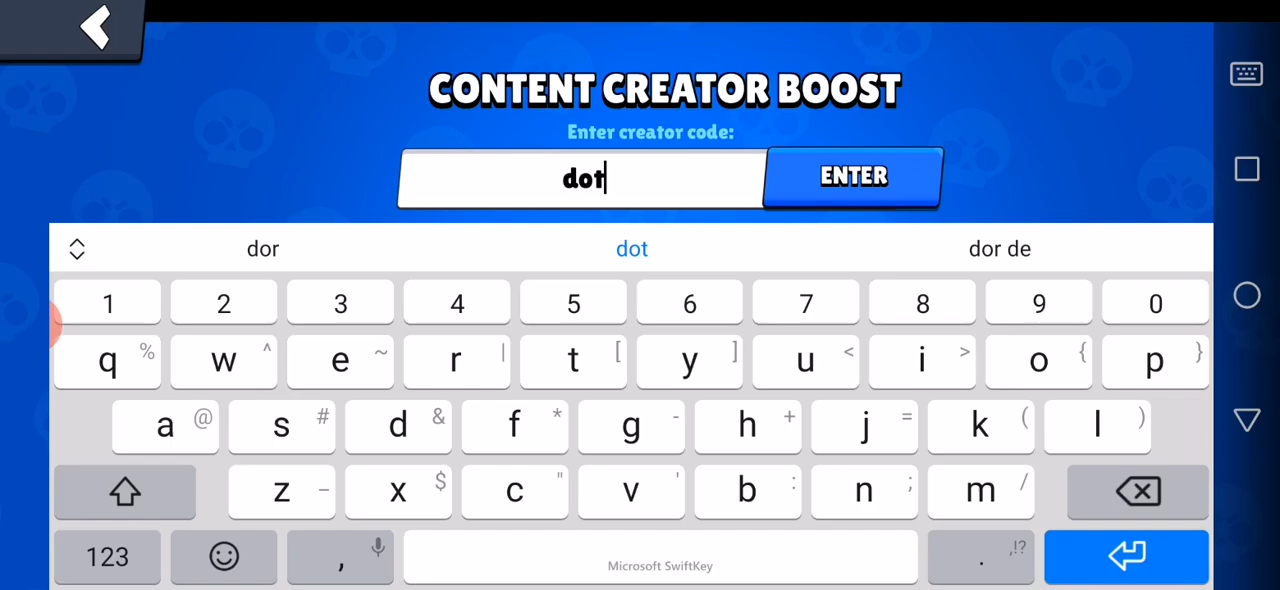 CONTENT CREATOR BOOST
Enter creator code:
dot
ENTER
dor dot dor de
1 2 3 4 5 6 7 8 9 0
q % w ^ e ~ r | t [ y ] u < i > o { p }
a @ s # d & f * g - h + j = k ( l )
z _ x $ c " v ' b : n ; m /
123 , Microsoft SwiftKey . ,!?